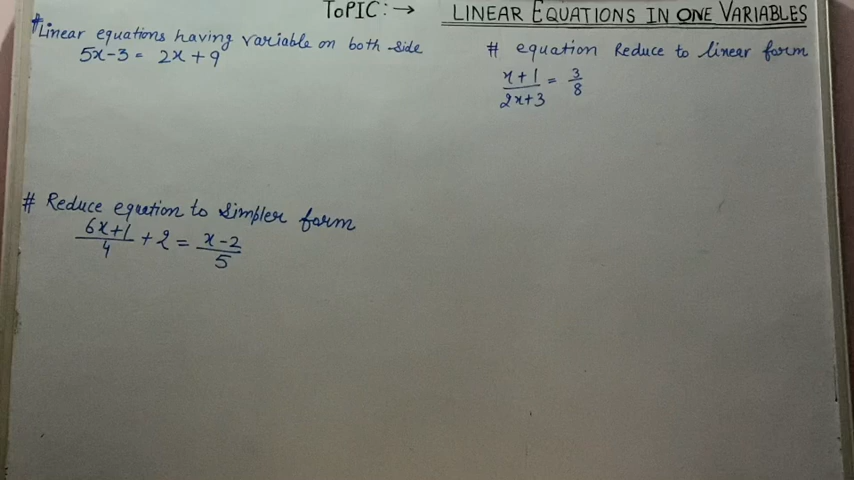 ToPIC:→ LINEAR EQUATIONS IN ONE VARIABLES
#Linear equations having variable on both side
5x-3 = 2x+9
# Reduce equation to simpler form
6x+1/4 + 2 = x-2/5
# equation Reduce to linear form
x+1/2x+3 = 3/8